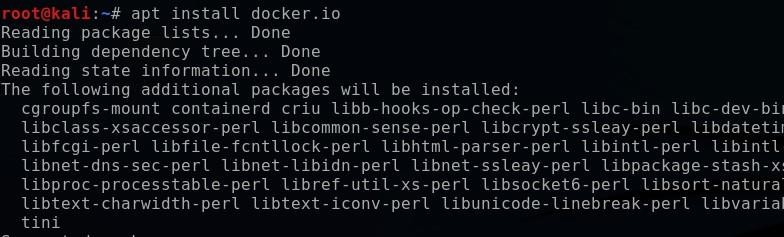 root@kali:~# apt install docker.io
Reading package lists... Done
Building dependency tree... Done
Reading state information... Done
The following additional packages will be installed:
cgroupfs-mount containerd criu libb-hooks-op-check-perl libc-bin libc-dev-bin
libclass-xsaccessor-perl libcommon-sense-perl libcrypt-ssleay-perl libdatetim
libfcgi-perl libfile-fcntllock-perl libhtml-parser-perl libintl-perl libintl
libnet-dns-sec-perl libnet-libidn-perl libnet-ssleay-perl libpackage-stash-xs
libproc-processtable-perl libref-util-xs-perl libsocket6-perl libsort-natura
libtext-charwidth-perl libtext-iconv-perl libunicode-linebreak-perl libvaria
tini